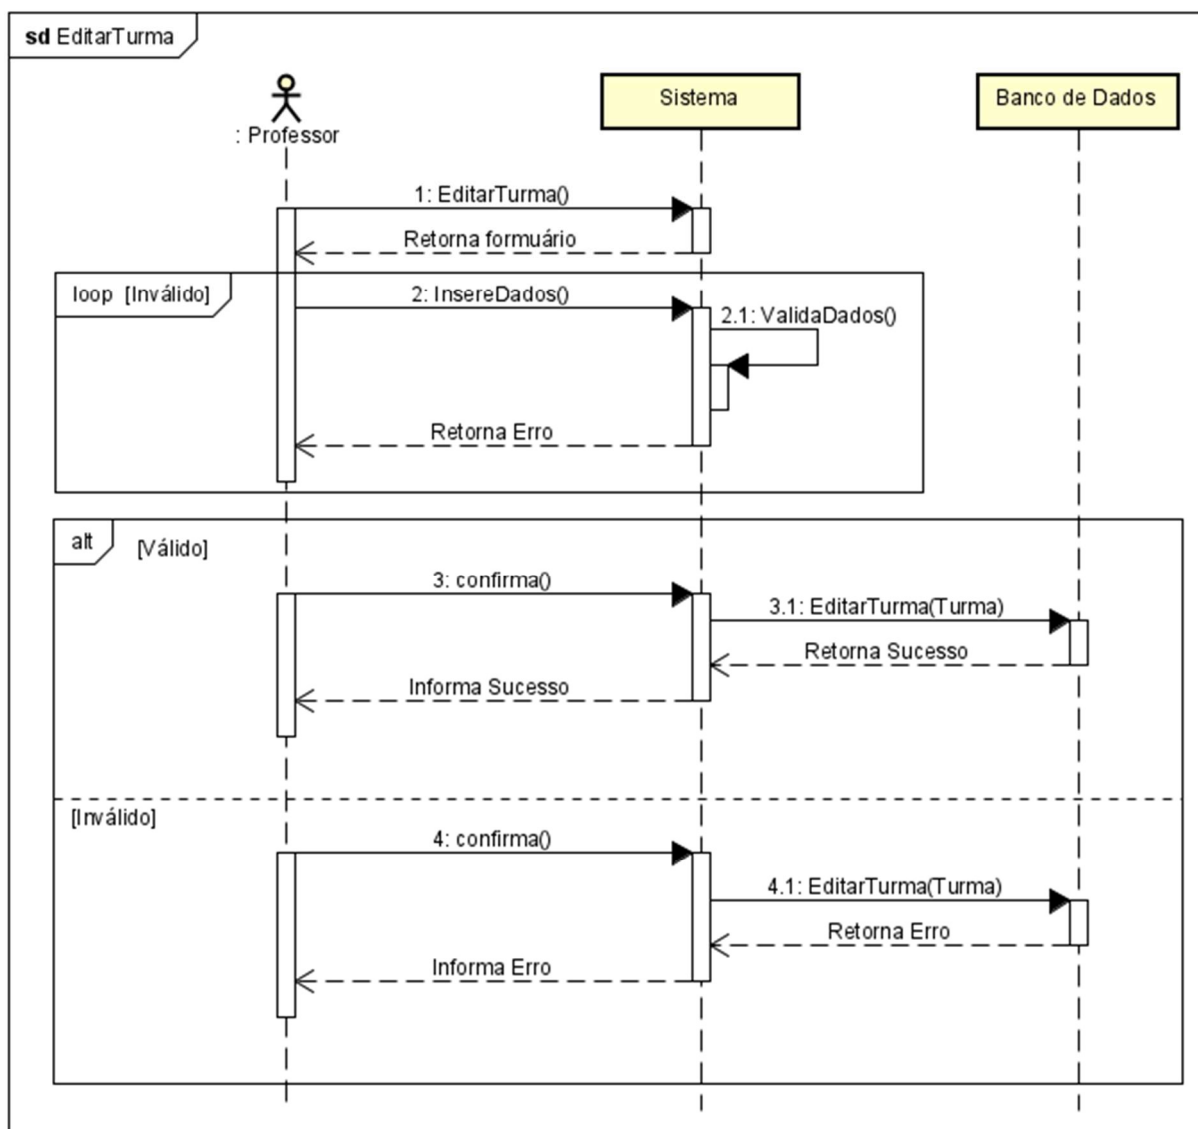 sd EditarTurma
: Professor
Sistema
Banco de Dados
1: EditarTurma()
Retorna formuário
loop [Inválido]
2: InsereDados()
2.1: ValidaDados()
Retorna Erro
alt
[Válido]
3: confirma()
3.1: EditarTurma(Turma)
Retorna Sucesso
Informa Sucesso
[Inválido]
4: confirma()
4.1: EditarTurma(Turma)
Retorna Erro
Informa Erro